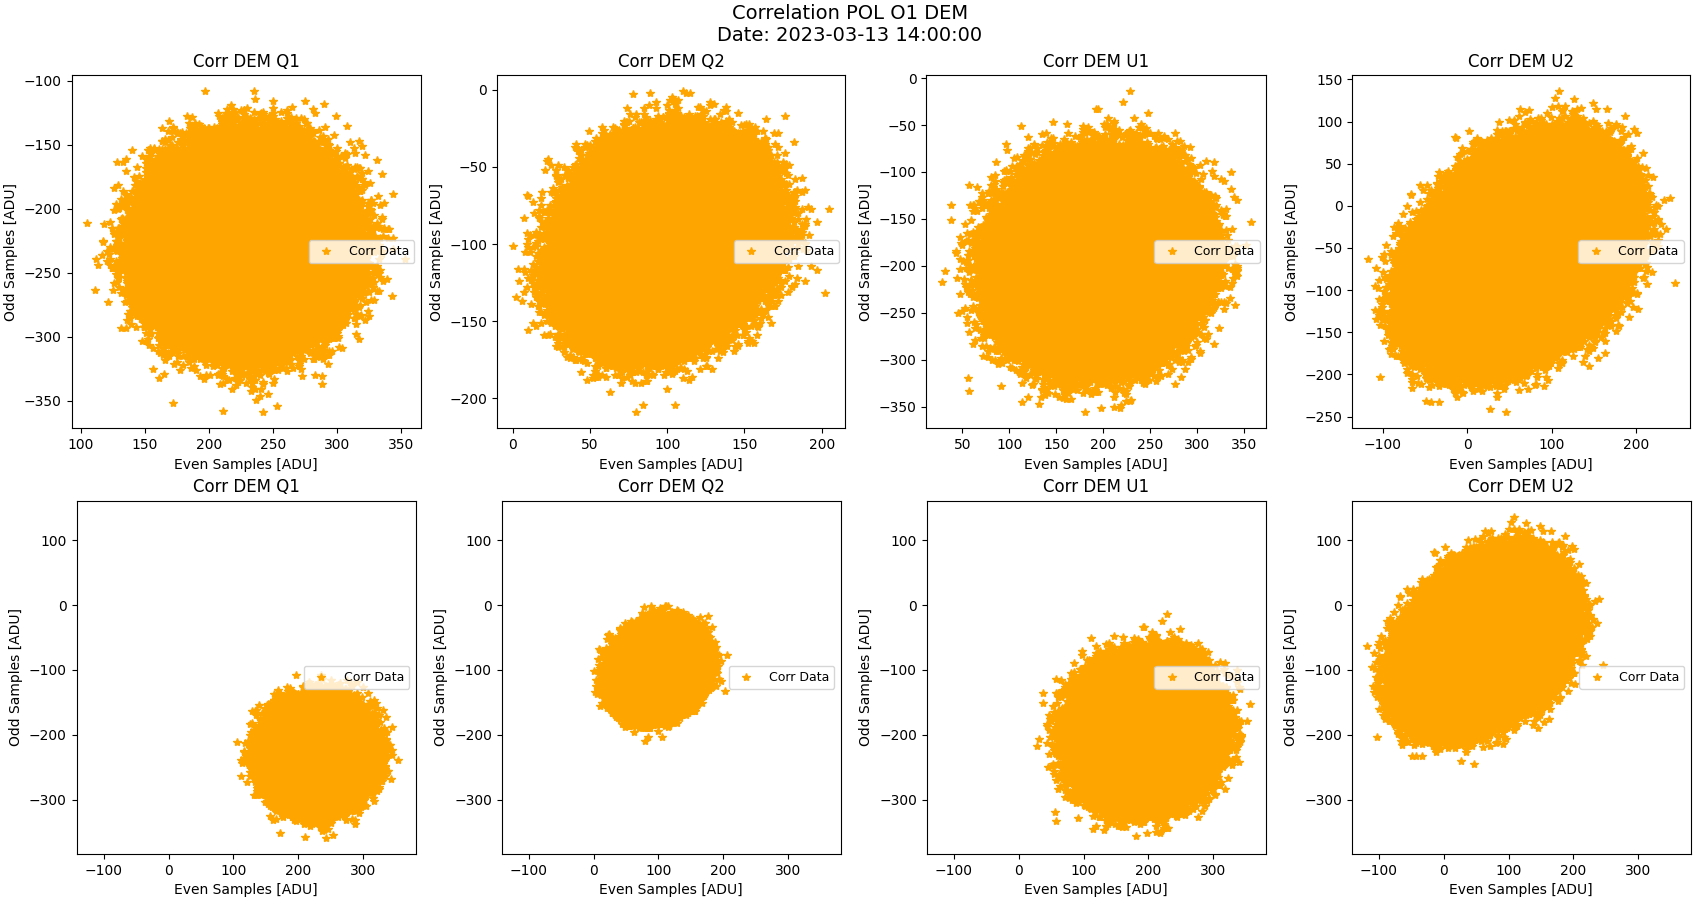 Correlation POL O1 DEM
Date: 2023-03-13 14:00:00
Corr DEM Q1
Corr DEM Q2
Corr DEM U1
Corr DEM U2
Odd Samples [ADU]
−100
−150
−200
−250
−300
−350
Corr Data
100 150 200 250 300 350
Even Samples [ADU]
Odd Samples [ADU]
0
−50
−100
−150
−200
Corr Data
0 50 100 150 200
Even Samples [ADU]
Odd Samples [ADU]
0
−50
−100
−150
−200
−250
−300
−350
Corr Data
50 100 150 200 250 300 350
Even Samples [ADU]
Odd Samples [ADU]
150
100
50
0
−50
−100
−150
−200
−250
Corr Data
−100 0 100 200
Even Samples [ADU]
Corr DEM Q1
Corr DEM Q2
Corr DEM U1
Corr DEM U2
Odd Samples [ADU]
100
0
−100
−200
−300
Corr Data
−100 0 100 200 300
Even Samples [ADU]
Odd Samples [ADU]
100
0
−100
−200
−300
Corr Data
−100 0 100 200 300
Even Samples [ADU]
Odd Samples [ADU]
100
0
−100
−200
−300
Corr Data
−100 0 100 200 300
Even Samples [ADU]
Odd Samples [ADU]
100
0
−100
−200
−300
Corr Data
−100 0 100 200 300
Even Samples [ADU]